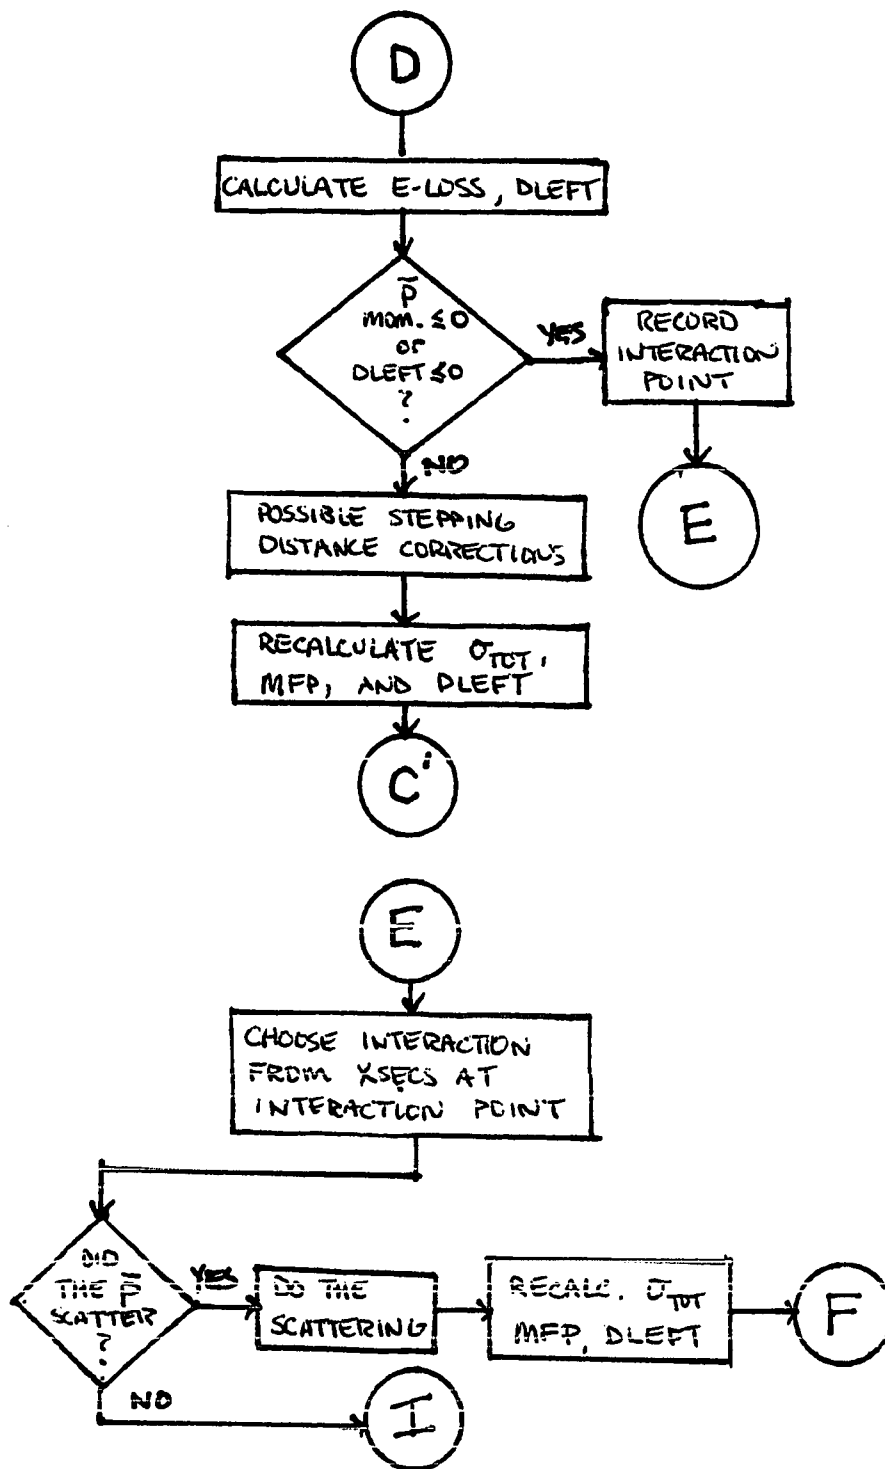 D
CALCULATE E-LOSS, DLEFT
p̄
MOM. ≤ 0
OR
DLEFT ≤ 0
?
YES
RECORD
INTERACTION
POINT
E
NO
POSSIBLE STEPPING
DISTANCE CORRECTIONS
RECALCULATE σTOT,
MFP, AND DLEFT
C'
E
CHOOSE INTERACTION
FROM XSECS AT
INTERACTION POINT
DID
THE p̄
SCATTER
?
YES
DO THE
SCATTERING
RECALC. σTOT
MFP, DLEFT
F
NO
I